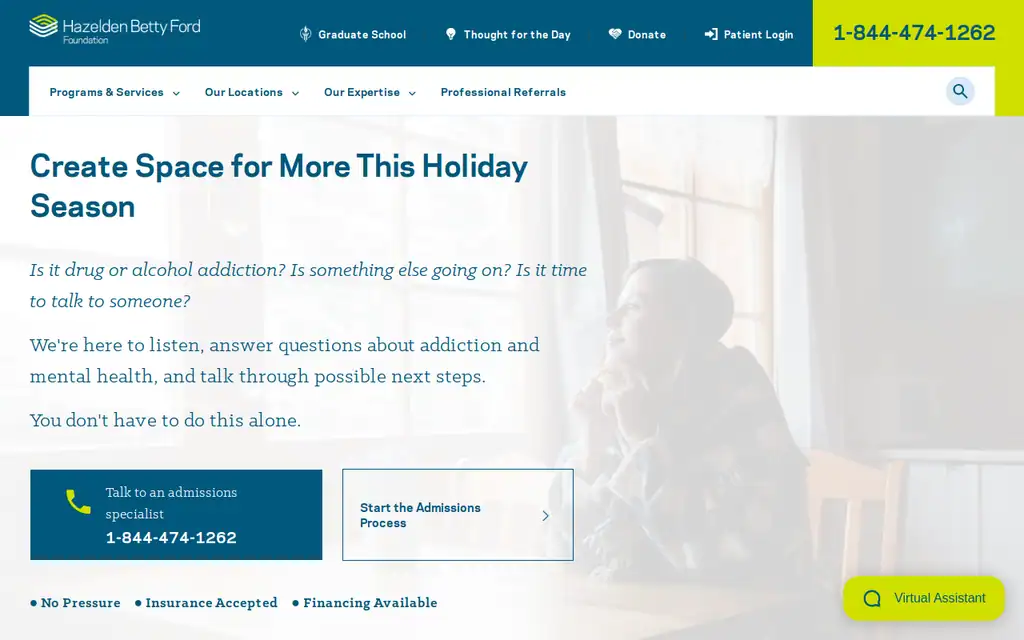 Hazelden Betty Ford
Foundation
Graduate School
Thought for the Day
Donate
Patient Login
1-844-474-1262
Programs & Services
Our Locations
Our Expertise
Professional Referrals
Create Space for More This Holiday
Season
Is it drug or alcohol addiction? Is something else going on? Is it time
to talk to someone?
We're here to listen, answer questions about addiction and
mental health, and talk through possible next steps.
You don't have to do this alone.
Talk to an admissions
specialist
1-844-474-1262
Start the Admissions
Process
● No Pressure ● Insurance Accepted ● Financing Available
Virtual Assistant